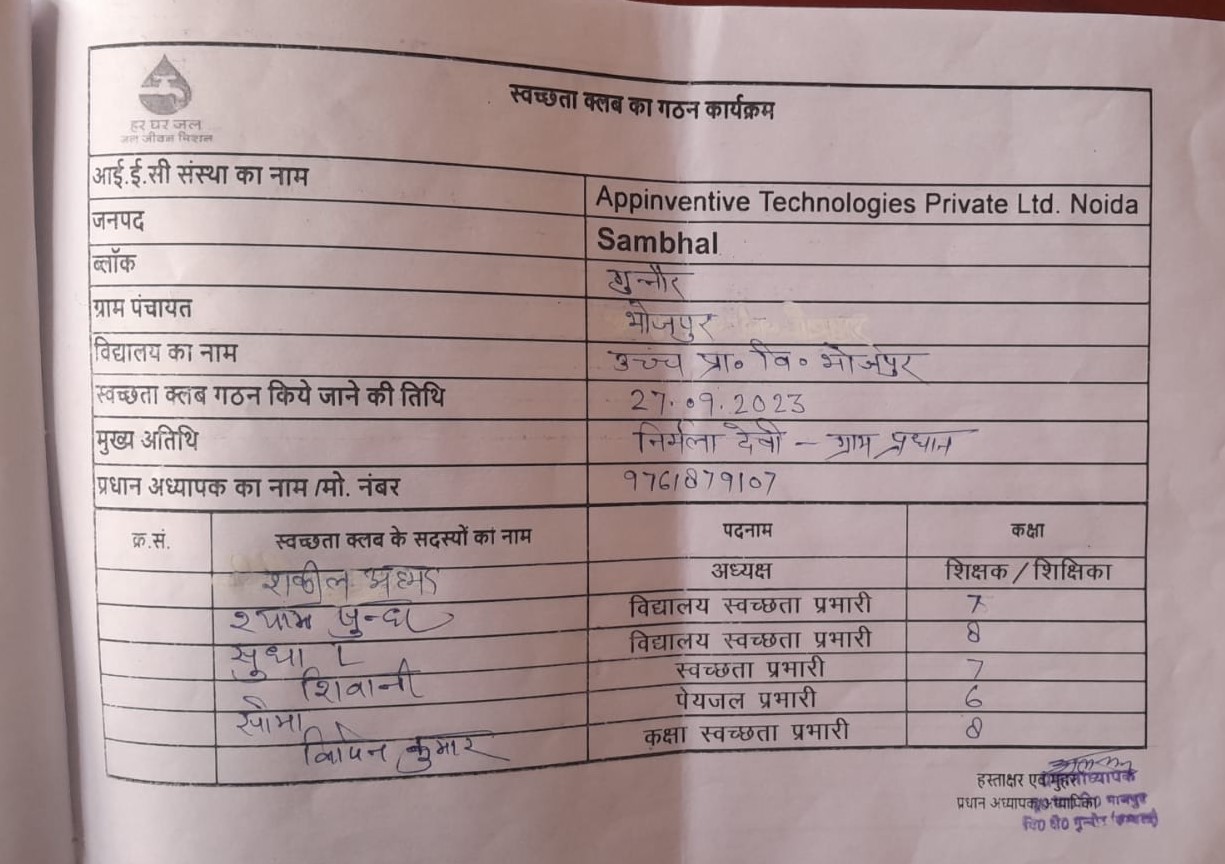 हर घर जल
जल जीवन मिशन
स्वच्छता क्लब का गठन कार्यक्रम
आई.ई.सी संस्था का नाम Appinventive Technologies Private Ltd. Noida
जनपद Sambhal
ब्लॉक गुन्नौर
ग्राम पंचायत भोजपुर
विद्यालय का नाम उच्च प्रा० वि० भोजपुर
स्वच्छता क्लब गठन किये जाने की तिथि 27.09.2023
मुख्य अतिथि निर्मला देवी – ग्राम प्रधान
प्रधान अध्यापक का नाम /मो. नंबर 9761879107
क्र.सं. स्वच्छता क्लब के सदस्यों का नाम पदनाम कक्षा
शकील अहमद अध्यक्ष शिक्षक / शिक्षिका
श्याम विद्यालय स्वच्छता प्रभारी 7
सुधा विद्यालय स्वच्छता प्रभारी 8
शिवानी स्वच्छता प्रभारी 7
पेयजल प्रभारी 6
कुमार कक्षा स्वच्छता प्रभारी 8
हस्ताक्षर एवं
प्रधान अध्यापक